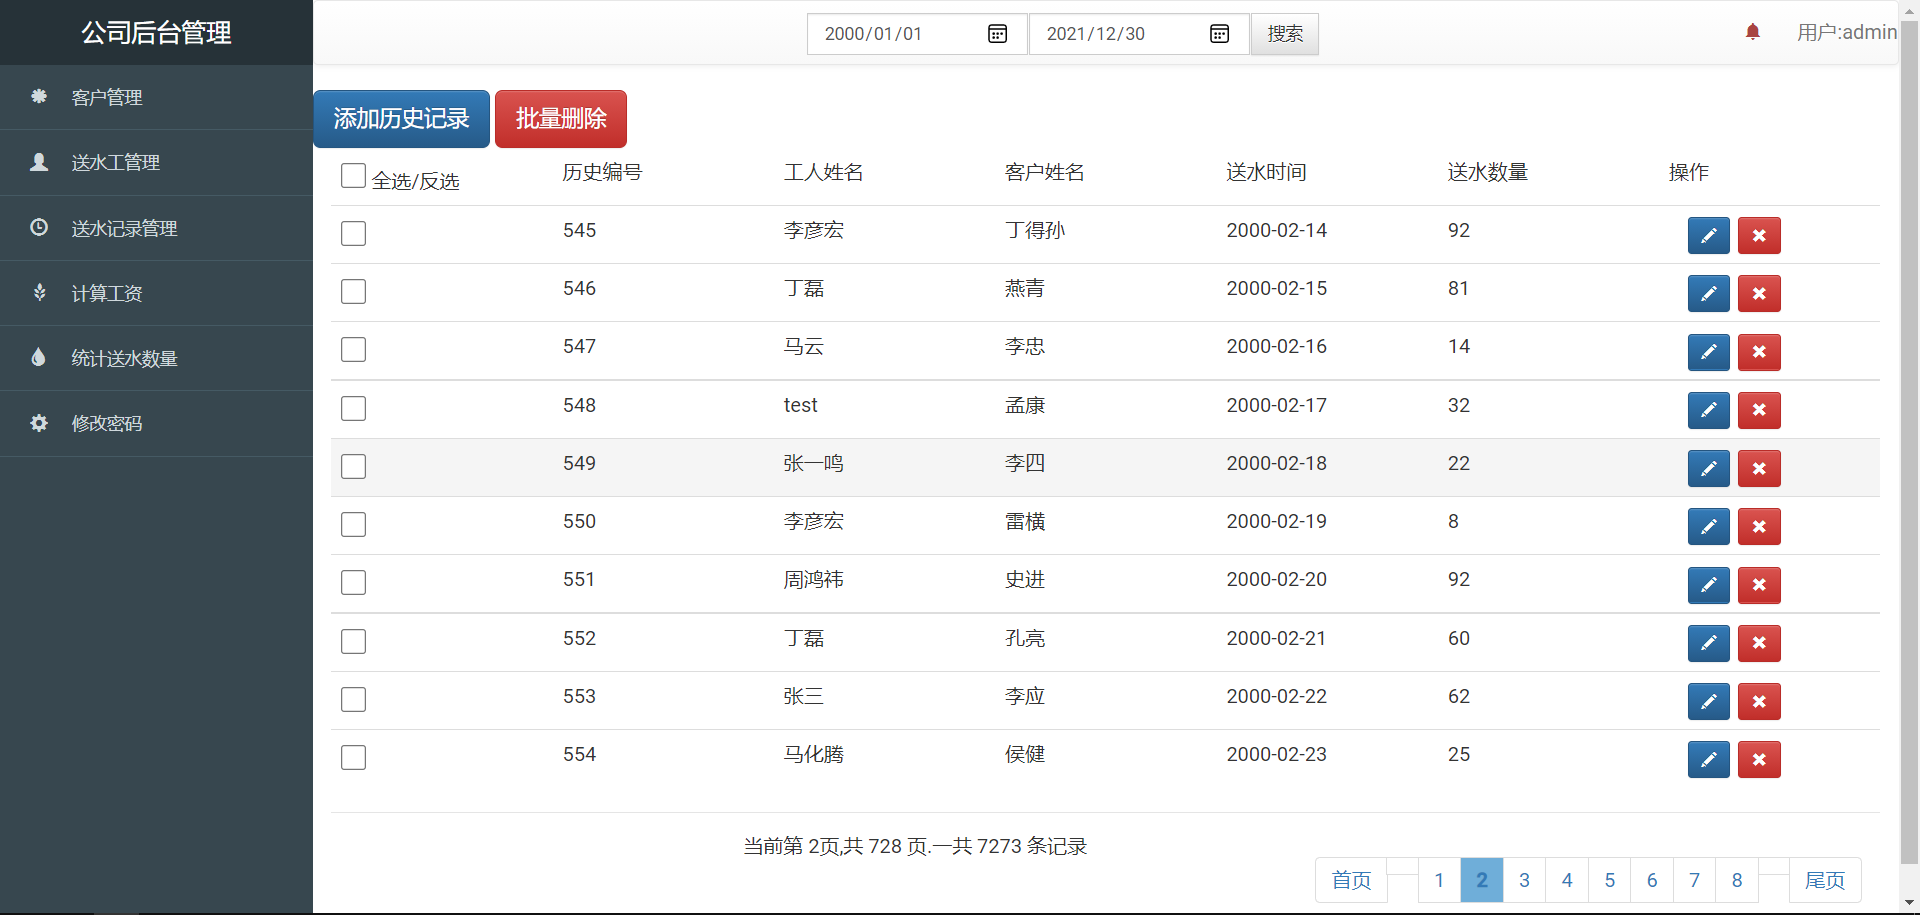 公司后台管理
2000/01/01 2021/12/30 搜索 用户:admin
客户管理
送水工管理
送水记录管理
计算工资
统计送水数量
修改密码
添加历史记录 批量删除
全选/反选 历史编号 工人姓名 客户姓名 送水时间 送水数量 操作
545 李彦宏 丁得孙 2000-02-14 92
546 丁磊 燕青 2000-02-15 81
547 马云 李忠 2000-02-16 14
548 test 孟康 2000-02-17 32
549 张一鸣 李四 2000-02-18 22
550 李彦宏 雷横 2000-02-19 8
551 周鸿祎 史进 2000-02-20 92
552 丁磊 孔亮 2000-02-21 60
553 张三 李应 2000-02-22 62
554 马化腾 侯健 2000-02-23 25
当前第 2页,共 728 页.一共 7273 条记录
首页 1 2 3 4 5 6 7 8 尾页